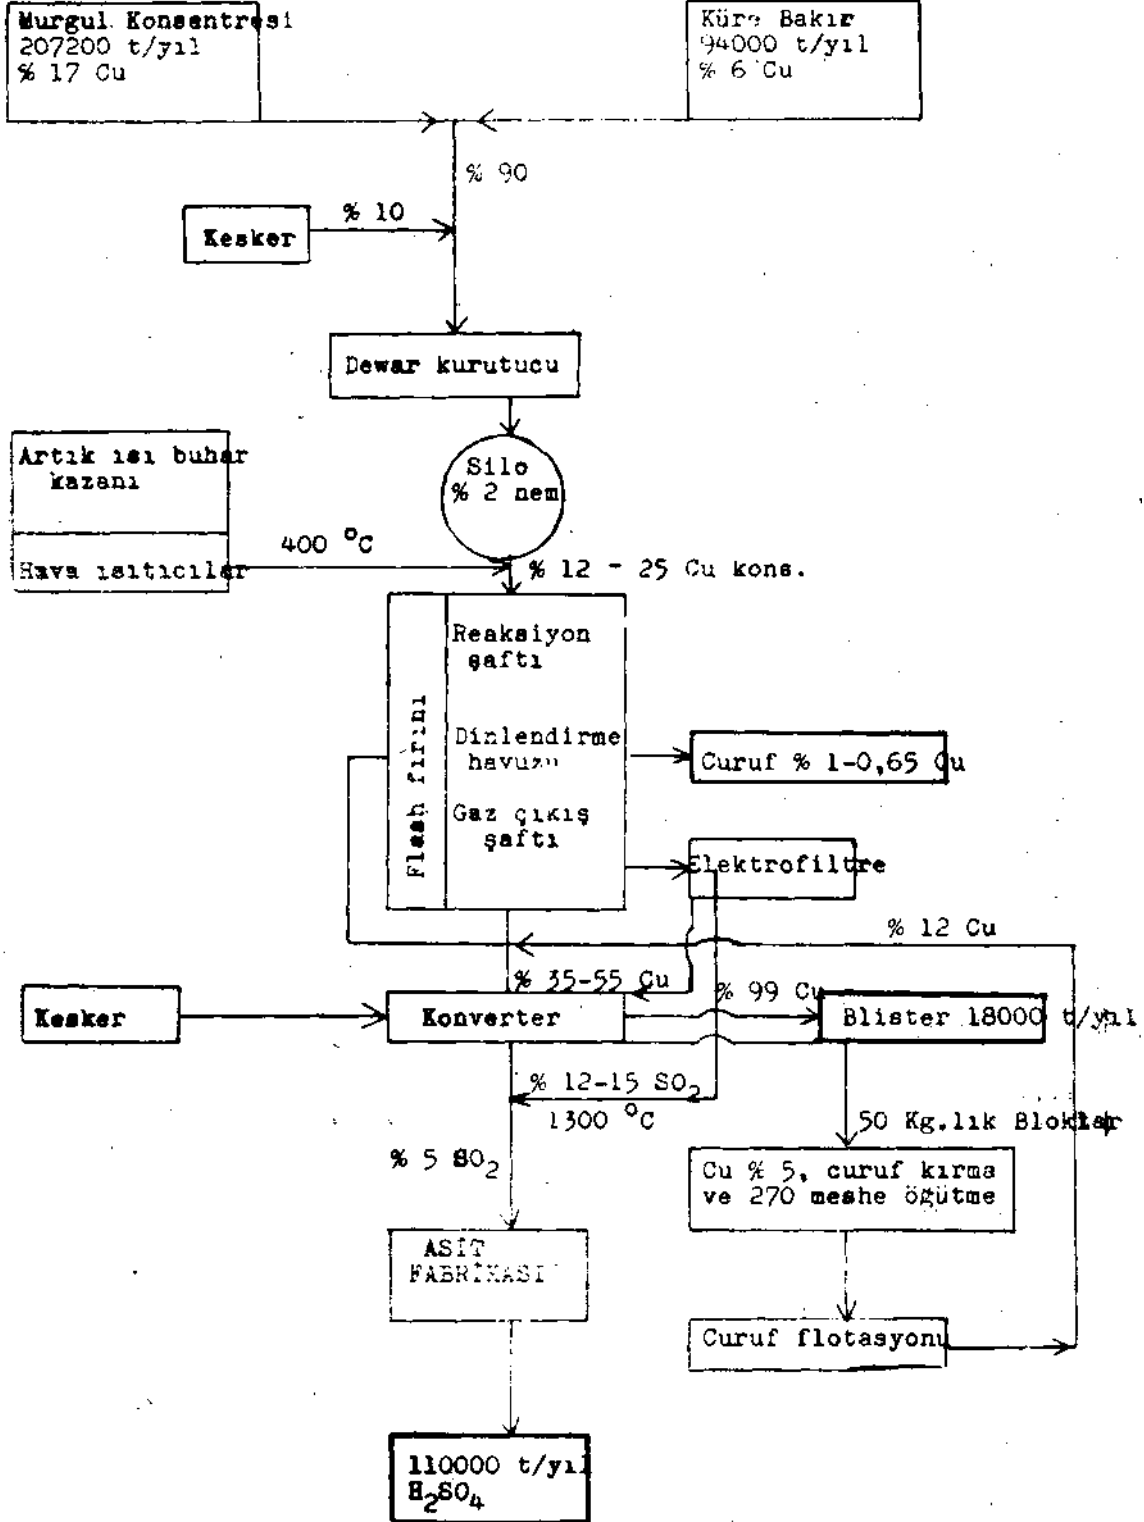 Murgul Konsentresi
207200 t/yıl
% 17 Cu
Küre Bakır
94000 t/yıl
% 6 Cu
% 90
% 10
Kesker
Dewar kurutucu
Artık ısı buhar
kazanı
Silo
% 2 nem
400 °C
Hava ısıtıcılar
% 12 - 25 Cu kons.
Reaksiyon
şaftı
Flash fırını
Dinlendirme
havuzu
Curuf % 1-0,65 Cu
Gaz çıkış
şaftı
Elektrofiltre
% 12 Cu
% 35-55 Cu
% 99 Cu
Kesker
Konverter
Blister 18000 t/yıl
% 12-15 SO₂
1300 °C
50 Kg.lık Bloklar
% 5 SO₂
Cu % 5, curuf kırma
ve 270 meshe öğütme
ASİT
FABRİKASI
Curuf flotasyonu
110000 t/yıl
H₂SO₄